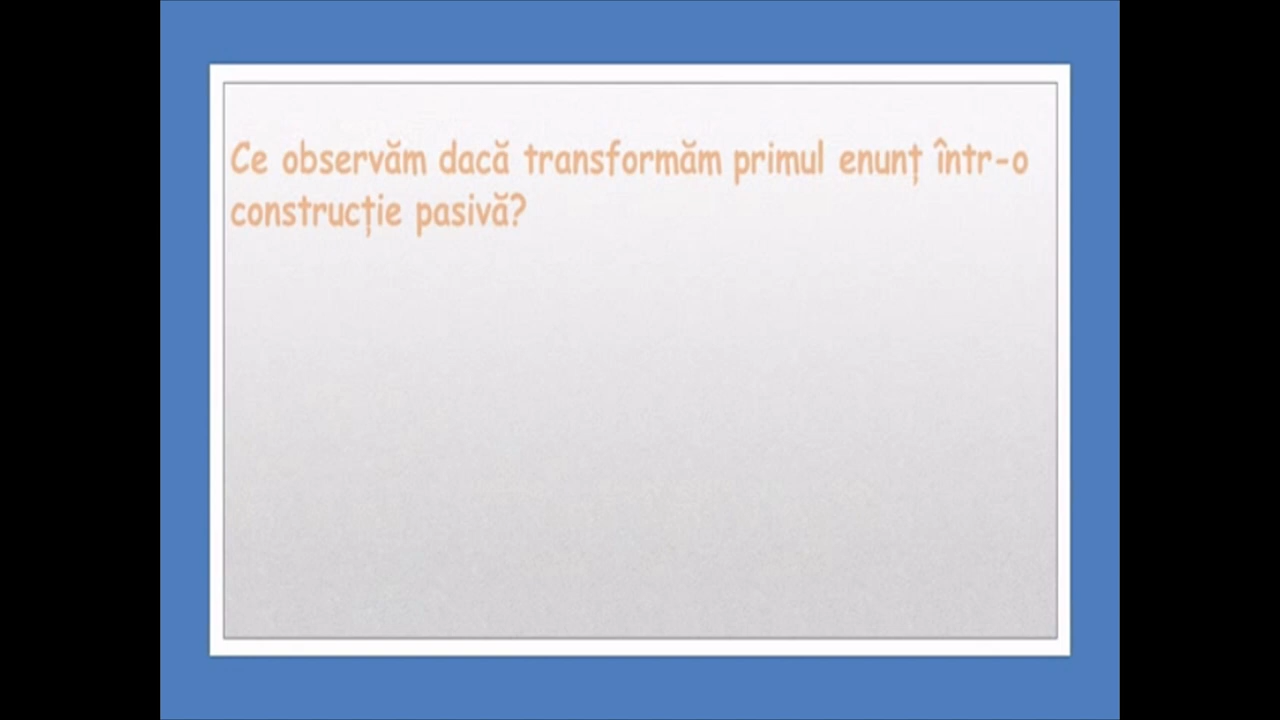 Ce observăm dacă transformăm primul enunț într-o
construcție pasivă?